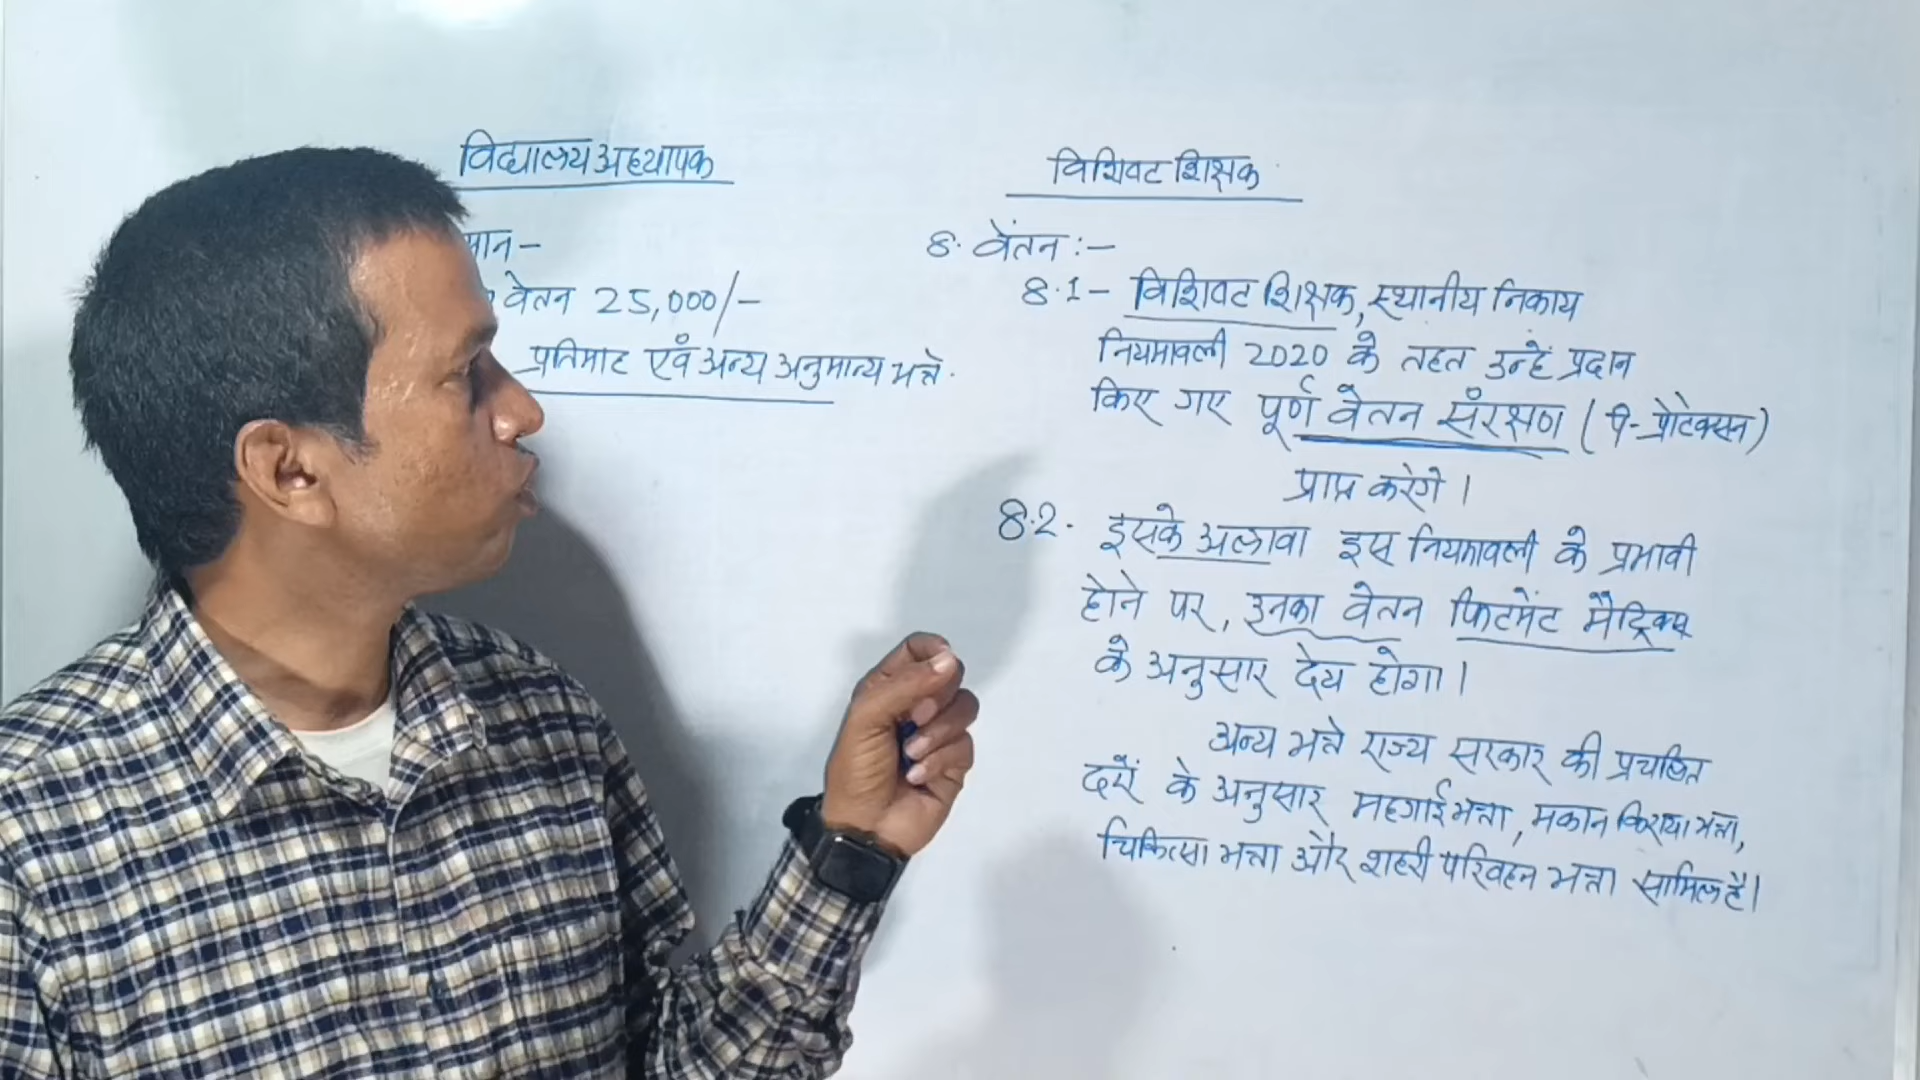 विद्यालय अध्यापक
मान-
वेतन 25,000/-
प्रतिमाह एवं अन्य अनुमान्य भत्ते.
विशिष्ट शिक्षक
8. वेतन :-
8.1- विशिष्ट शिक्षक, स्थानीय निकाय
नियमावली 2020 के तहत उन्हें प्रदान
किए गए पूर्ण वेतन संरक्षण (पे-प्रोटेक्सन)
प्राप्त करेगे।
8.2. इसके अलावा इस नियमावली के प्रभावी
होने पर, उनका वेतन फिटमेंट मैट्रिक्स
के अनुसार देय होगा।
अन्य भत्ते राज्य सरकार की प्रचलित
दरों के अनुसार महगाई भत्ता, मकान किराया भत्ता,
चिकित्सा भत्ता और शहरी परिवहन भत्ता सामिल है।